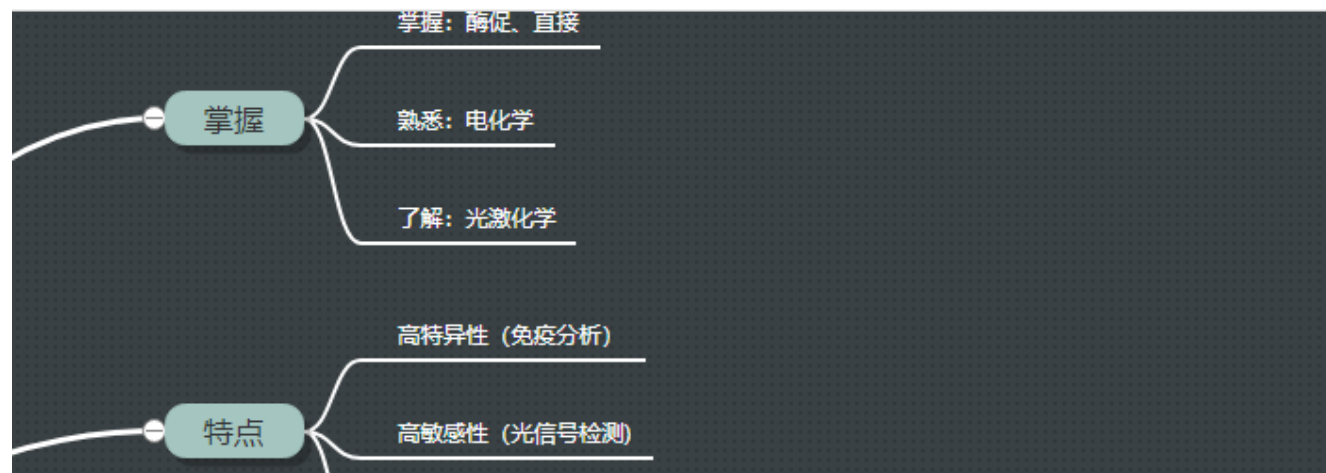 掌握：酶促、直接
掌握
熟悉：电化学
了解：光激化学
高特异性（免疫分析）
特点
高敏感性（光信号检测)